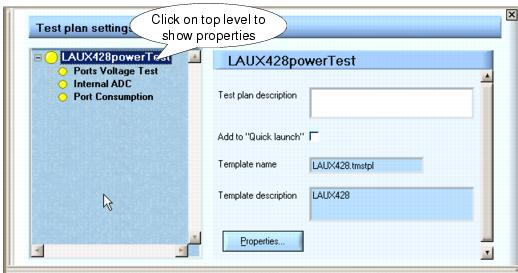 Test plan settings
Click on top level to
show properties
LAUX428powerTest
Ports Voltage Test
Internal ADC
Port Consumption
LAUX428powerTest
Test plan description
Add to "Quick launch"
Template name
LAUX428.tmstpl
Template description
LAUX428
Properties...